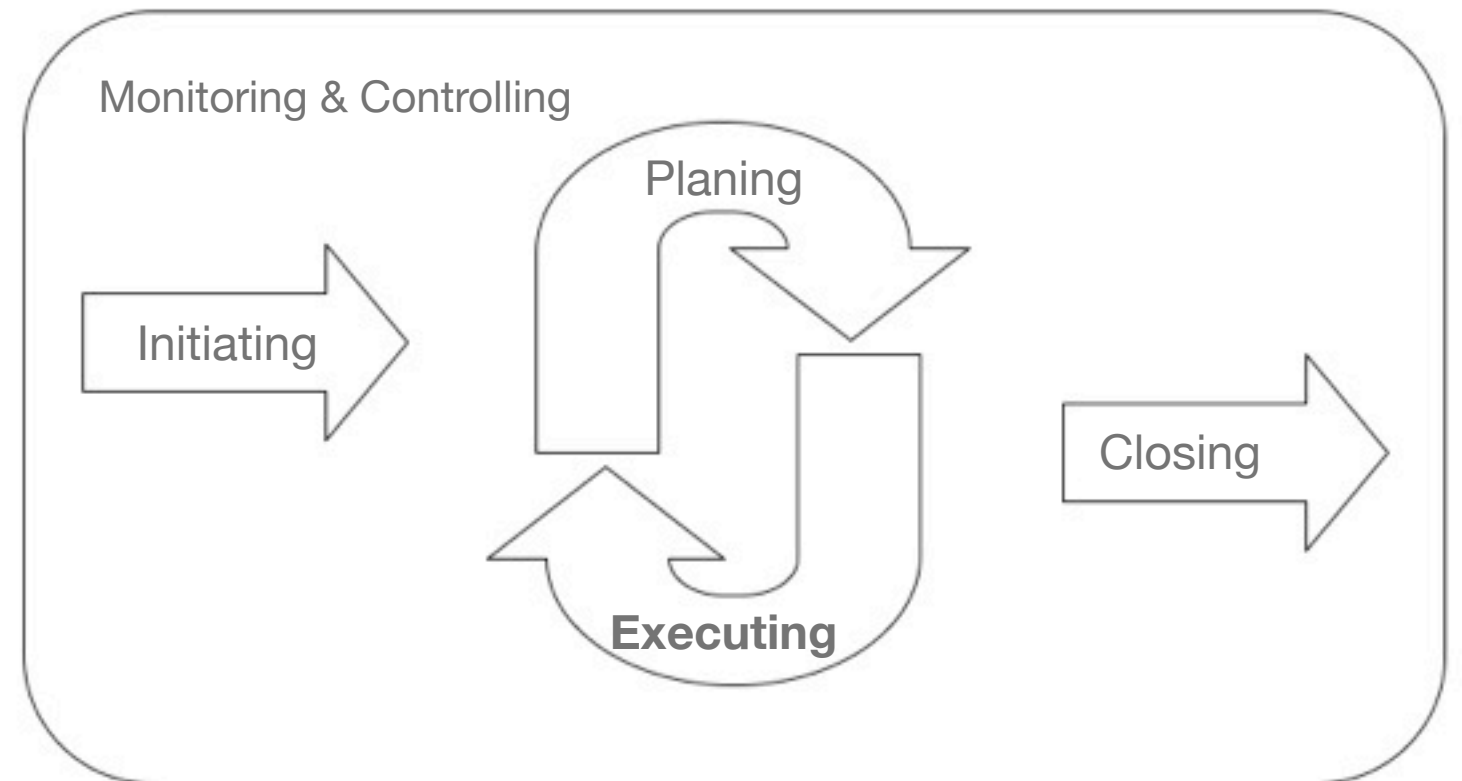 Monitoring & Controlling
Planing
Initiating
Closing
Executing